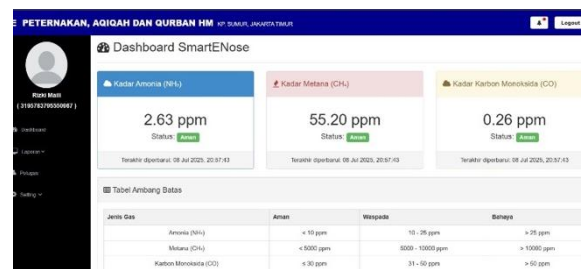 PETERNAKAN, AQIQAH DAN QURBAN HM KP. SUMUR, JAKARTA TIMUR
Logout
Dashboard SmartENose
Rizki Maili
Dashboard
Laporan
Petugas
Setting
Kadar Amonia (NH₃)
2.63 ppm
Status: Aman
Terakhir diperbarui: 08 Jul 2025, 20:57:43
Kadar Metana (CH₄)
55.20 ppm
Status: Aman
Terakhir diperbarui: 08 Jul 2025, 20:57:43
Kadar Karbon Monoksida (CO)
0.26 ppm
Status: Aman
Terakhir diperbarui: 08 Jul 2025, 20:57:43
Tabel Ambang Batas
Jenis Gas Aman Waspada Bahaya
Amonia (NH₃) < 10 ppm 10 - 25 ppm > 25 ppm
Metana (CH₄) < 5000 ppm 5000 - 10000 ppm > 10000 ppm
Karbon Monoksida (CO) < 30 ppm 31 - 50 ppm > 50 ppm